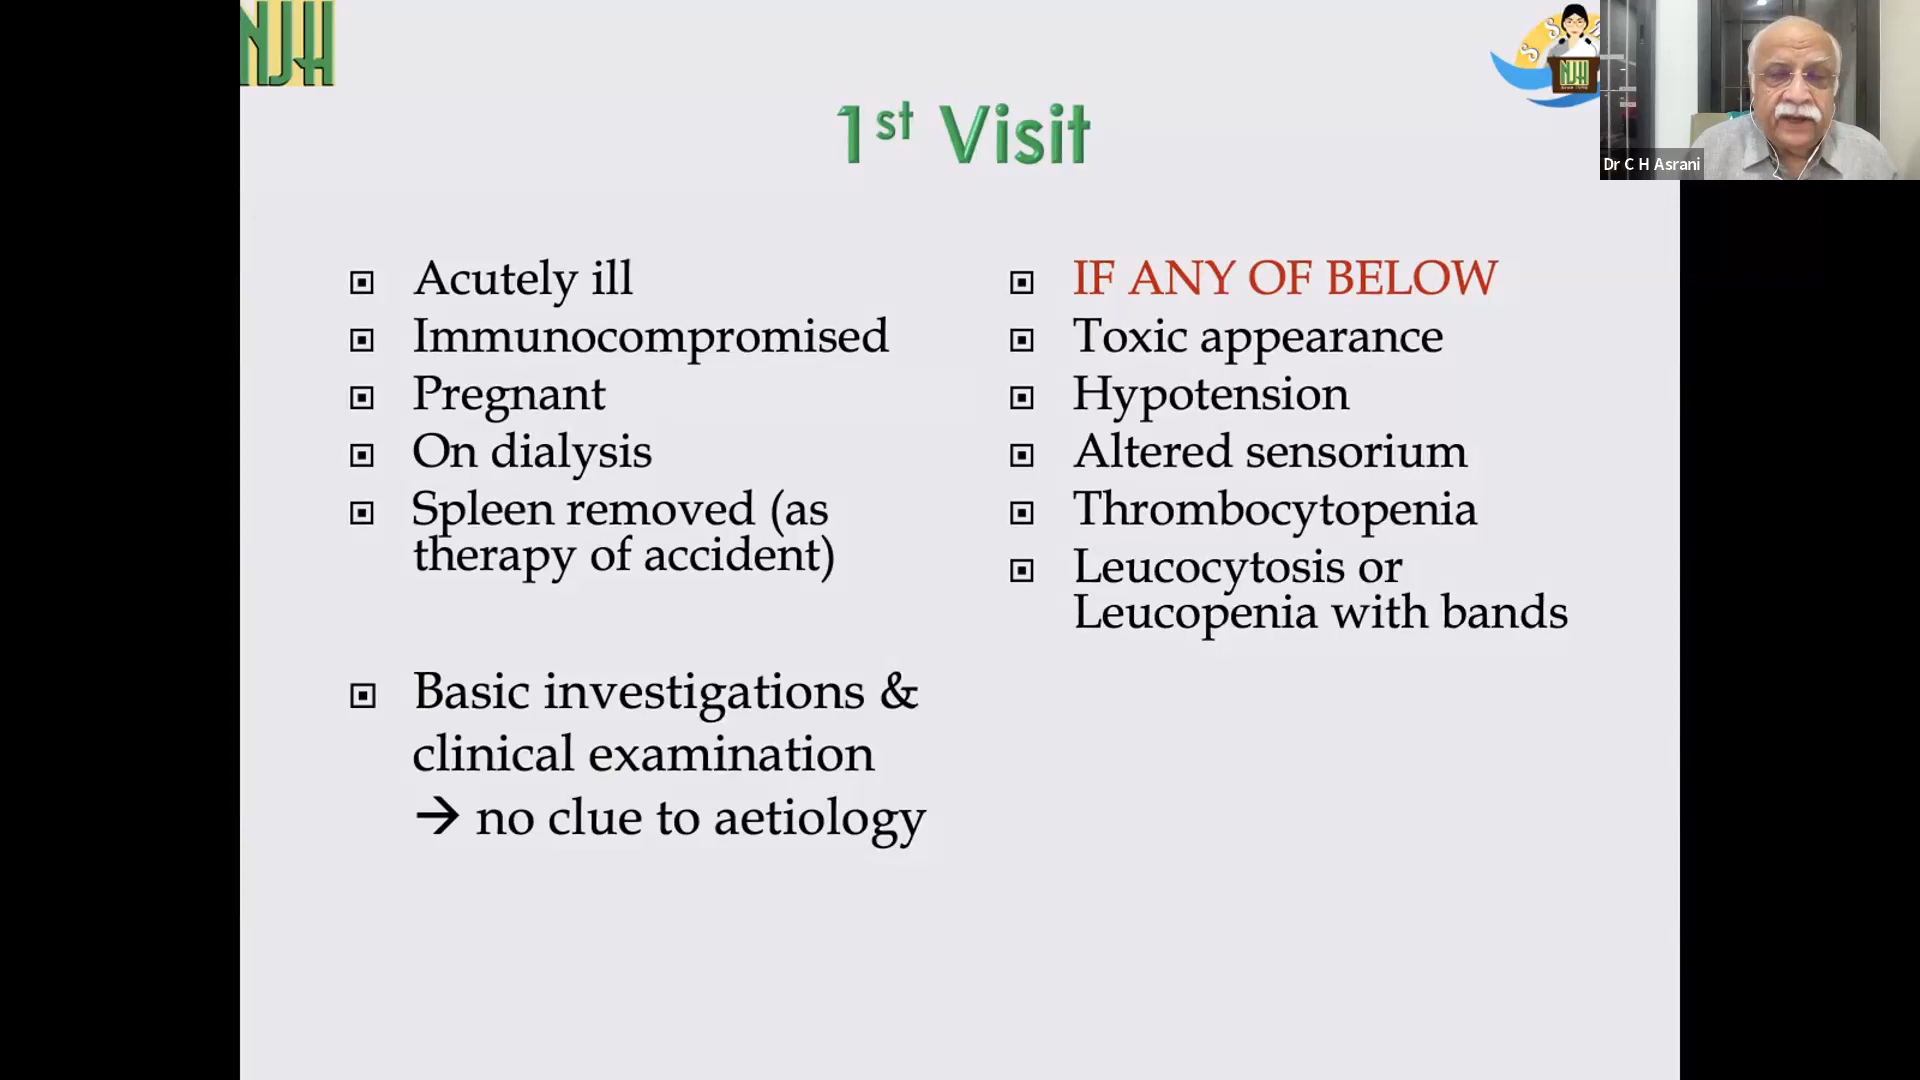 NJH
S S
NJH
Dr C H Asrani
1st Visit
Acutely ill
Immunocompromised
Pregnant
On dialysis
Spleen removed (as
therapy of accident)
Basic investigations &
clinical examination
→ no clue to aetiology
IF ANY OF BELOW
Toxic appearance
Hypotension
Altered sensorium
Thrombocytopenia
Leucocytosis or
Leucopenia with bands